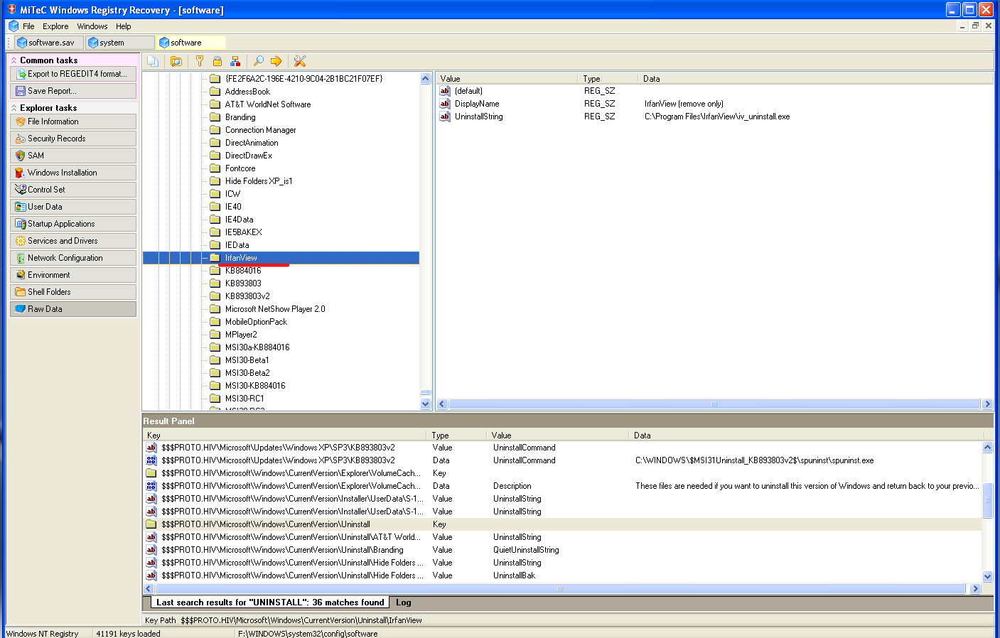 MiTeC Windows Registry Recovery - [software]
File Explore Windows Help
software.sav system software
Common tasks
Export to REGEDIT4 format...
Save Report...
Explorer tasks
File Information
Security Records
SAM
Windows Installation
Control Set
User Data
Startup Applications
Services and Drivers
Network Configuration
Environment
Shell Folders
Raw Data
{FE2F6A2C-196E-4210-9C04-2B1BC21F07EF}
AddressBook
AT&T WorldNet Software
Branding
Connection Manager
DirectAnimation
DirectDrawEx
Fontcore
Hide Folders XP_is1
ICW
IE40
IE4Data
IE5BAKEX
IEData
IrfanView
KB884016
KB893803
KB893803v2
Microsoft NetShow Player 2.0
MobileOptionPack
MPlayer2
MSI30a-KB884016
MSI30-Beta1
MSI30-Beta2
MSI30-KB884016
MSI30-RC1
Value Type Data
(default) REG_SZ
DisplayName REG_SZ IrfanView (remove only)
UninstallString REG_SZ C:\Program Files\IrfanView\iv_uninstall.exe
Result Panel
Key Type Value Data
$$$PROTO.HIV\Microsoft\Updates\Windows XP\SP3\KB893803v2 Value UninstallCommand
$$$PROTO.HIV\Microsoft\Updates\Windows XP\SP3\KB893803v2 Data UninstallCommand C:\WINDOWS\$MSI31Uninstall_KB893803v2$\spuninst\spuninst.exe
$$$PROTO.HIV\Microsoft\Windows\CurrentVersion\Explorer\VolumeCach... Key
$$$PROTO.HIV\Microsoft\Windows\CurrentVersion\Explorer\VolumeCach... Data Description These files are needed if you want to uninstall this version of Windows and return back to your previo...
$$$PROTO.HIV\Microsoft\Windows\CurrentVersion\Installer\UserData\S-1... Value UninstallString
$$$PROTO.HIV\Microsoft\Windows\CurrentVersion\Installer\UserData\S-1... Value UninstallString
$$$PROTO.HIV\Microsoft\Windows\CurrentVersion\Uninstall Key
$$$PROTO.HIV\Microsoft\Windows\CurrentVersion\Uninstall\AT&T World... Value UninstallString
$$$PROTO.HIV\Microsoft\Windows\CurrentVersion\Uninstall\Branding Value QuietUninstallString
$$$PROTO.HIV\Microsoft\Windows\CurrentVersion\Uninstall\Hide Folders ... Value UninstallString
$$$PROTO.HIV\Microsoft\Windows\CurrentVersion\Uninstall\Hide Folders ... Value UninstallBak
Last search results for "UNINSTALL": 36 matches found Log
Key Path $$$PROTO.HIV\Microsoft\Windows\CurrentVersion\Uninstall\IrfanView
Windows NT Registry 41191 keys loaded F:\WINDOWS\system32\config\software